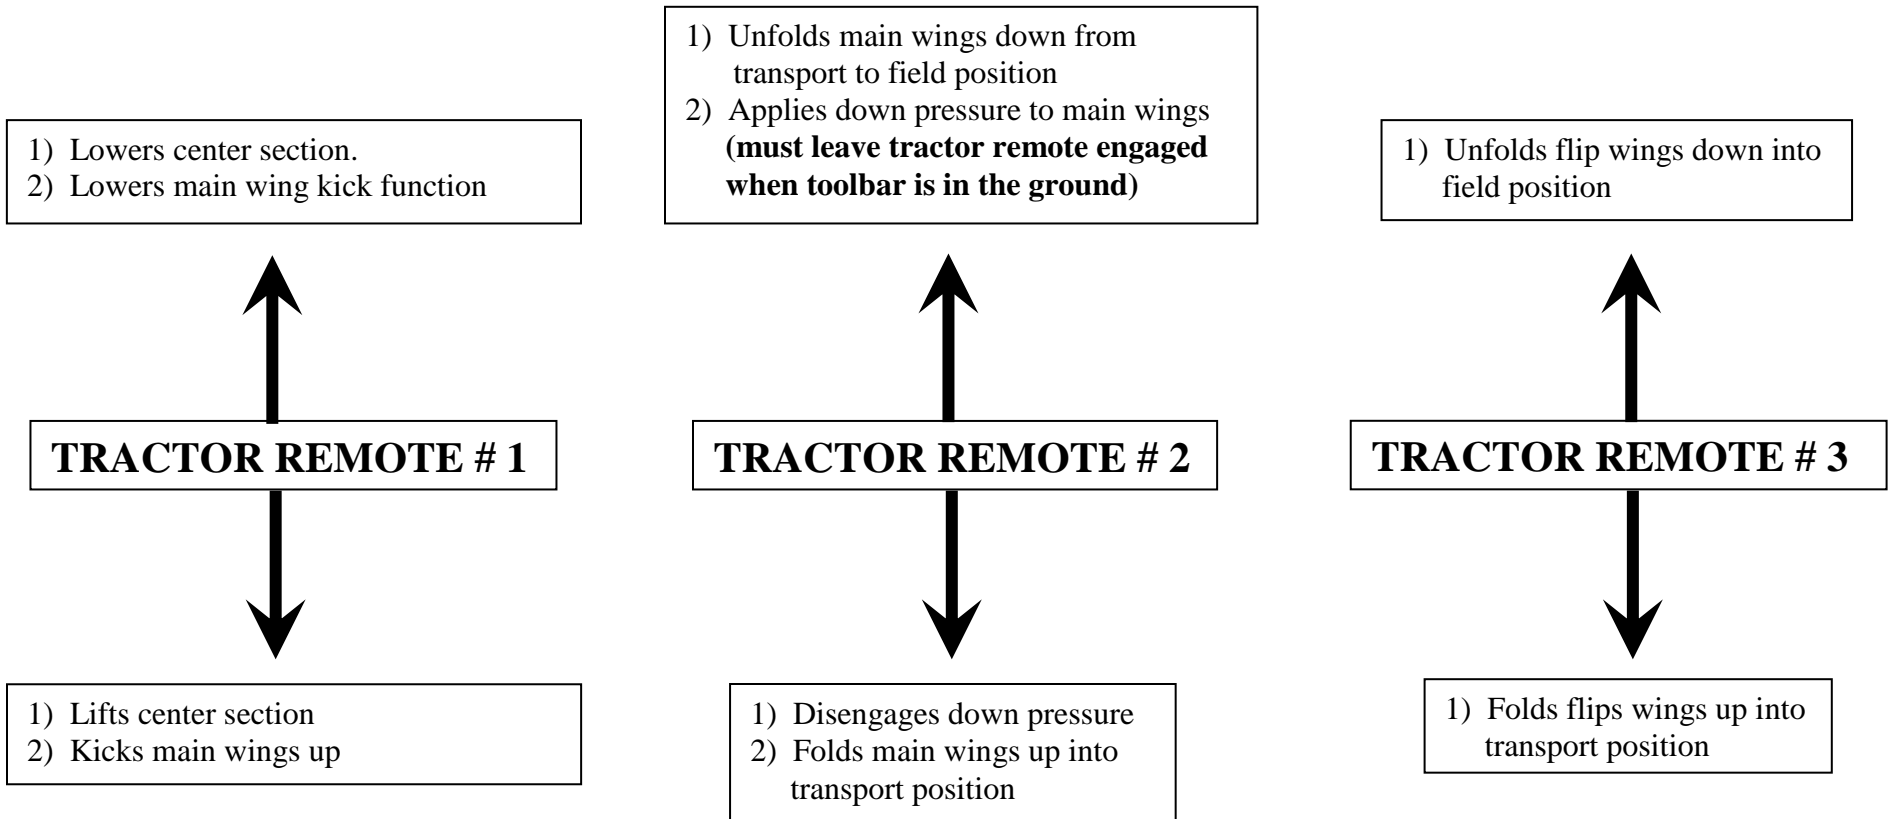 1) Lowers center section.
2) Lowers main wing kick function
1) Unfolds main wings down from
transport to field position
2) Applies down pressure to main wings
(must leave tractor remote engaged
when toolbar is in the ground)
1) Unfolds flip wings down into
field position
TRACTOR REMOTE # 1
TRACTOR REMOTE # 2
TRACTOR REMOTE # 3
1) Lifts center section
2) Kicks main wings up
1) Disengages down pressure
2) Folds main wings up into
transport position
1) Folds flips wings up into
transport position